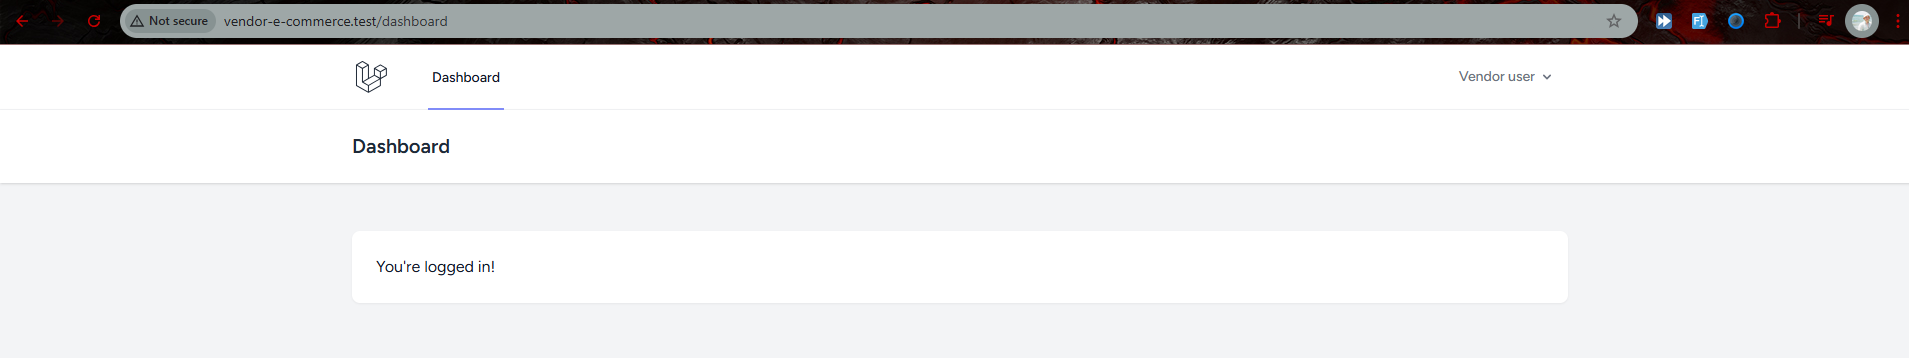 Not secure vendor-e-commerce.test/dashboard
Dashboard Vendor user
Dashboard
You're logged in!